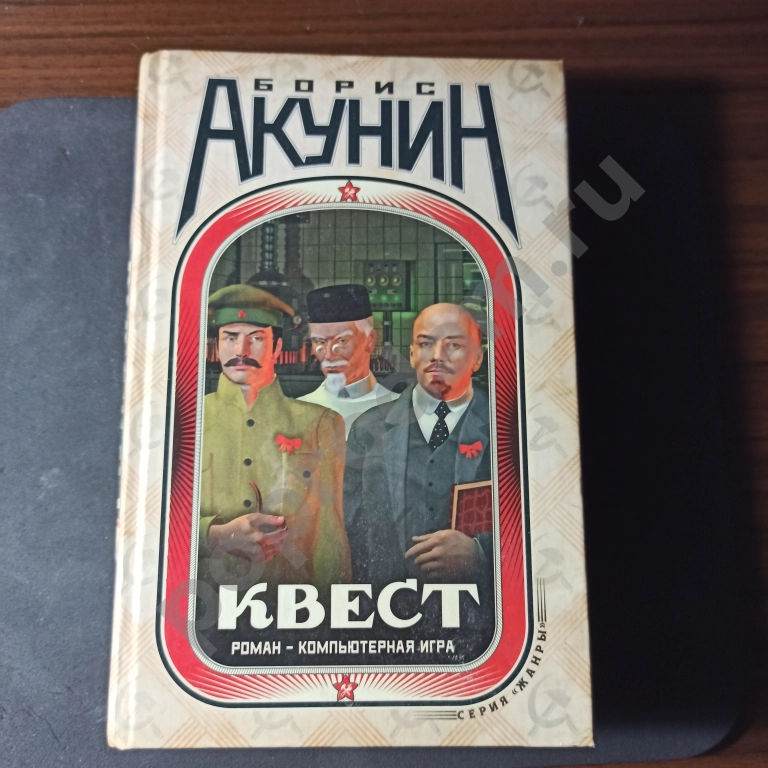 БОРИС
АКУНИН
КВЕСТ
РОМАН - КОМПЬЮТЕРНАЯ ИГРА
СЕРИЯ «ЖАНРЫ»